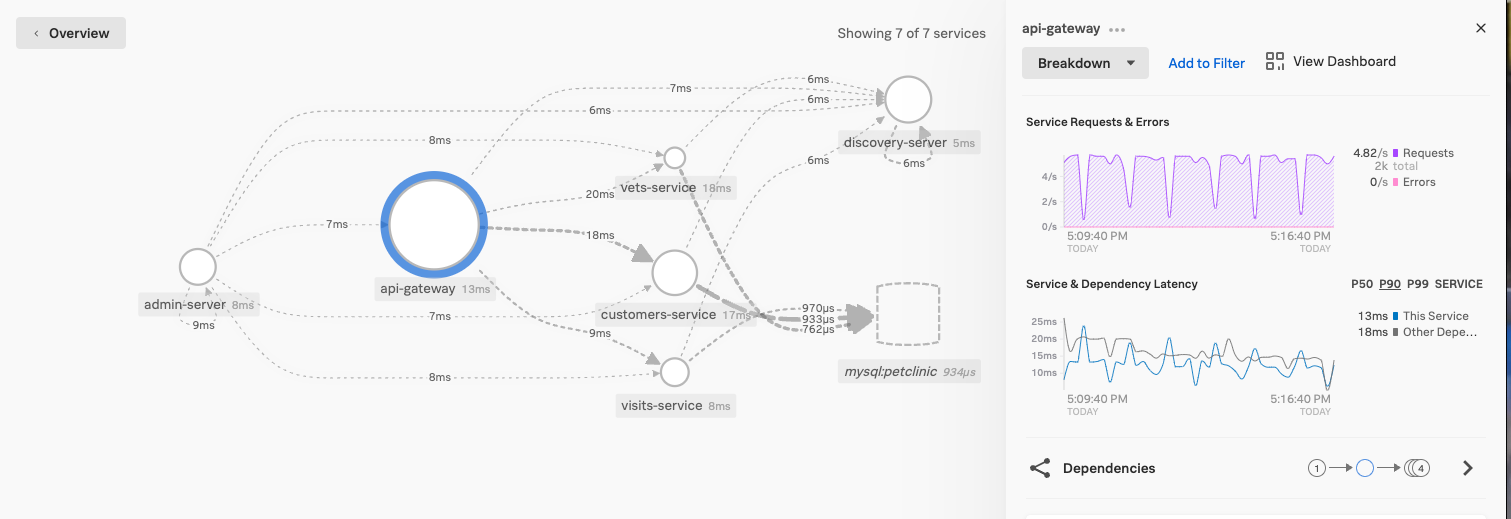 ‹ Overview
Showing 7 of 7 services
6ms
7ms
6ms
6ms
8ms
discovery-server 5ms
6ms
6ms
20ms
vets-service 18ms
7ms
18ms
api-gateway 13ms
admin-server 8ms
9ms
7ms
customers-service 17ms
970µs
933µs
762µs
9ms
mysql:petclinic 934µs
8ms
visits-service 8ms
api-gateway •••
Breakdown
Add to Filter
View Dashboard
Service Requests & Errors
4/s
2/s
0/s
5:09:40 PM
TODAY
5:16:40 PM
TODAY
4.82/s Requests
2k total
0/s Errors
Service & Dependency Latency
P50 P90 P99 SERVICE
25ms
20ms
15ms
10ms
5:09:40 PM
TODAY
5:16:40 PM
TODAY
13ms This Service
18ms Other Depe...
Dependencies
1
4